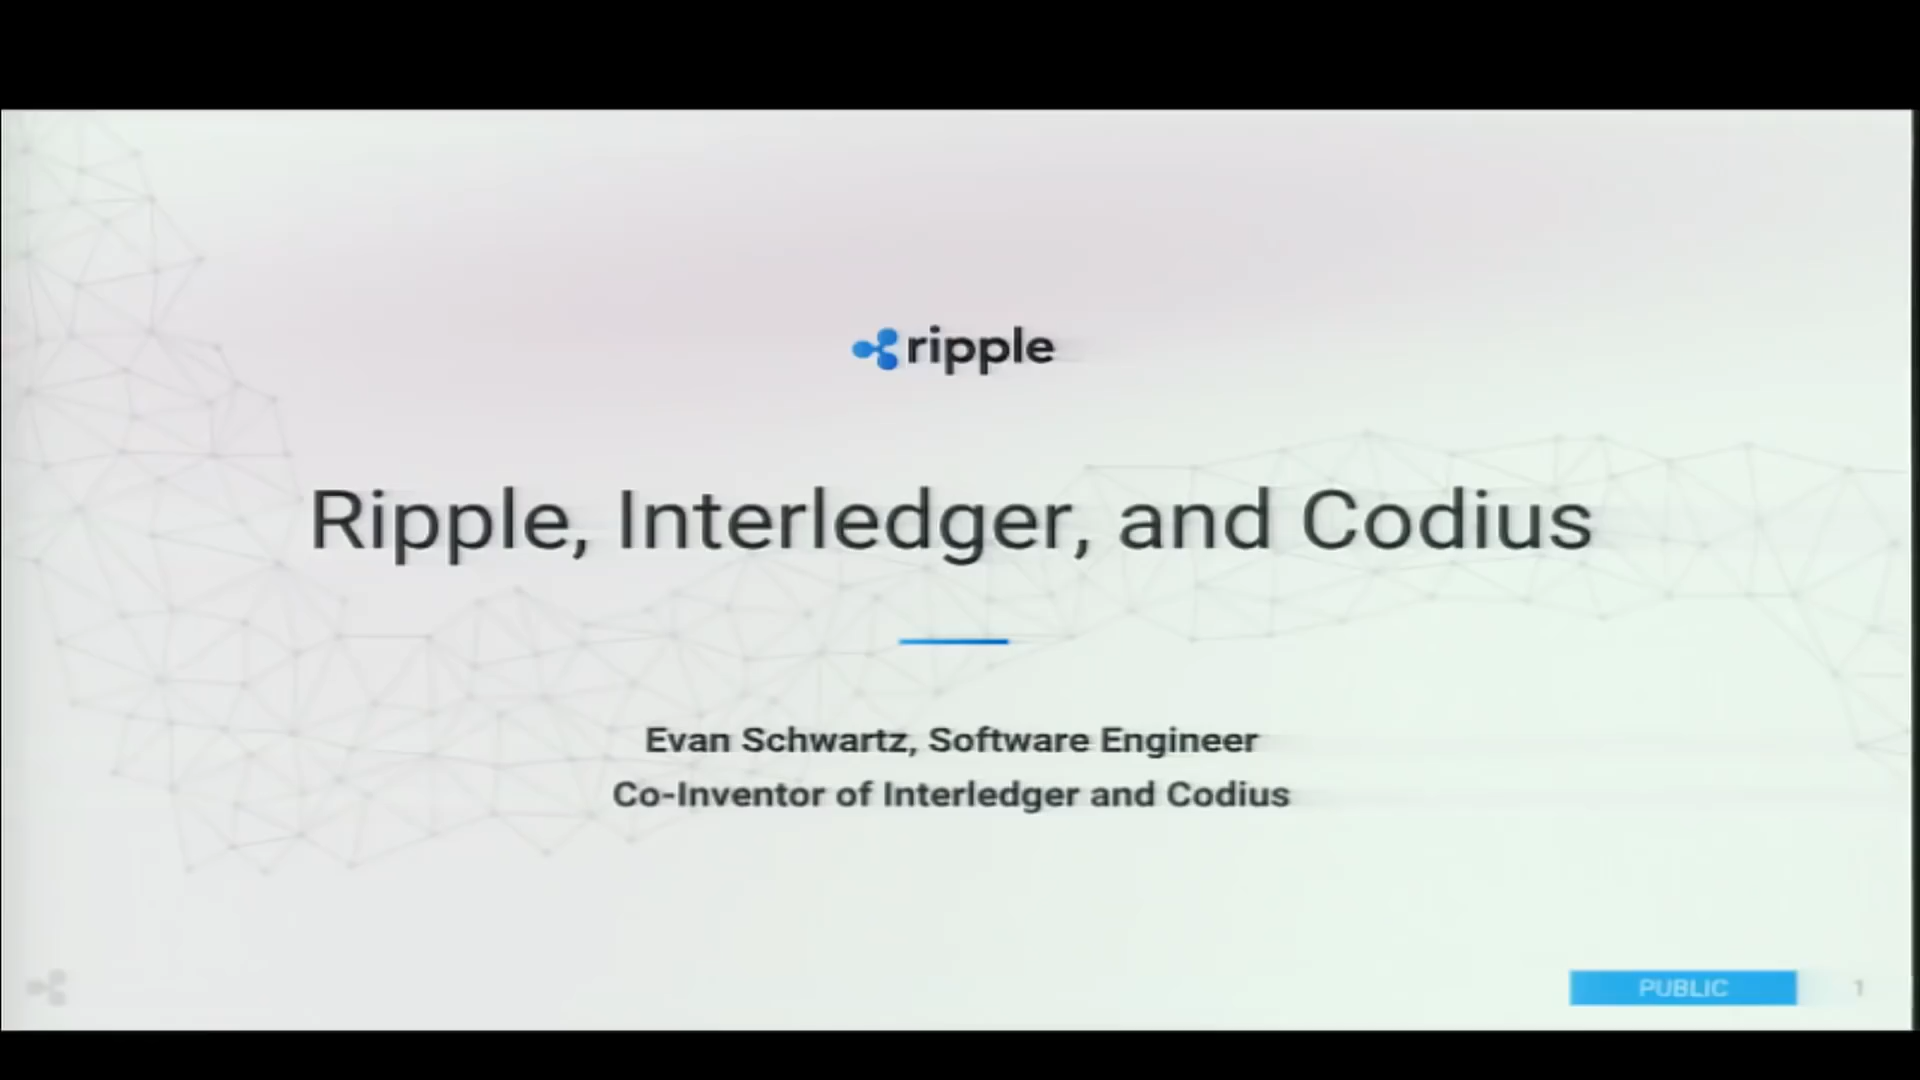 ripple
Ripple, Interledger, and Codius
Evan Schwartz, Software Engineer
Co-Inventor of Interledger and Codius
PUBLIC
1